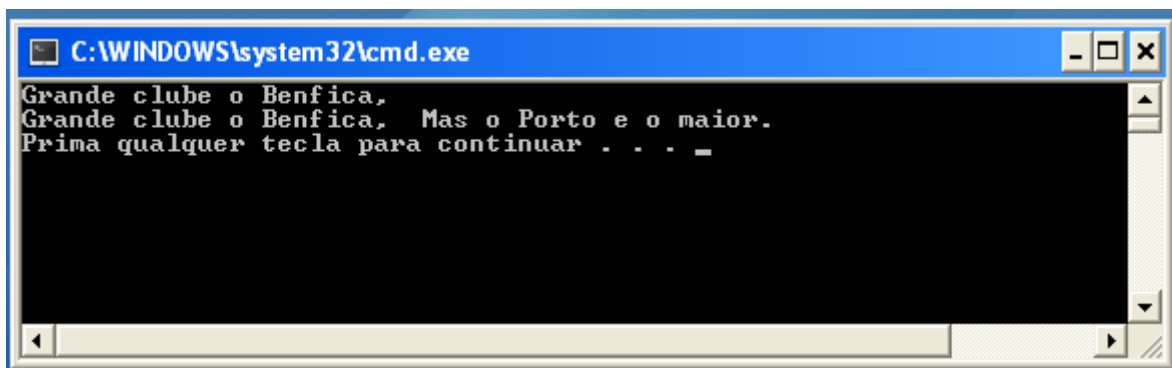 C:\WINDOWS\system32\cmd.exe
Grande clube o Benfica,
Grande clube o Benfica,  Mas o Porto e o maior.
Prima qualquer tecla para continuar . . . _